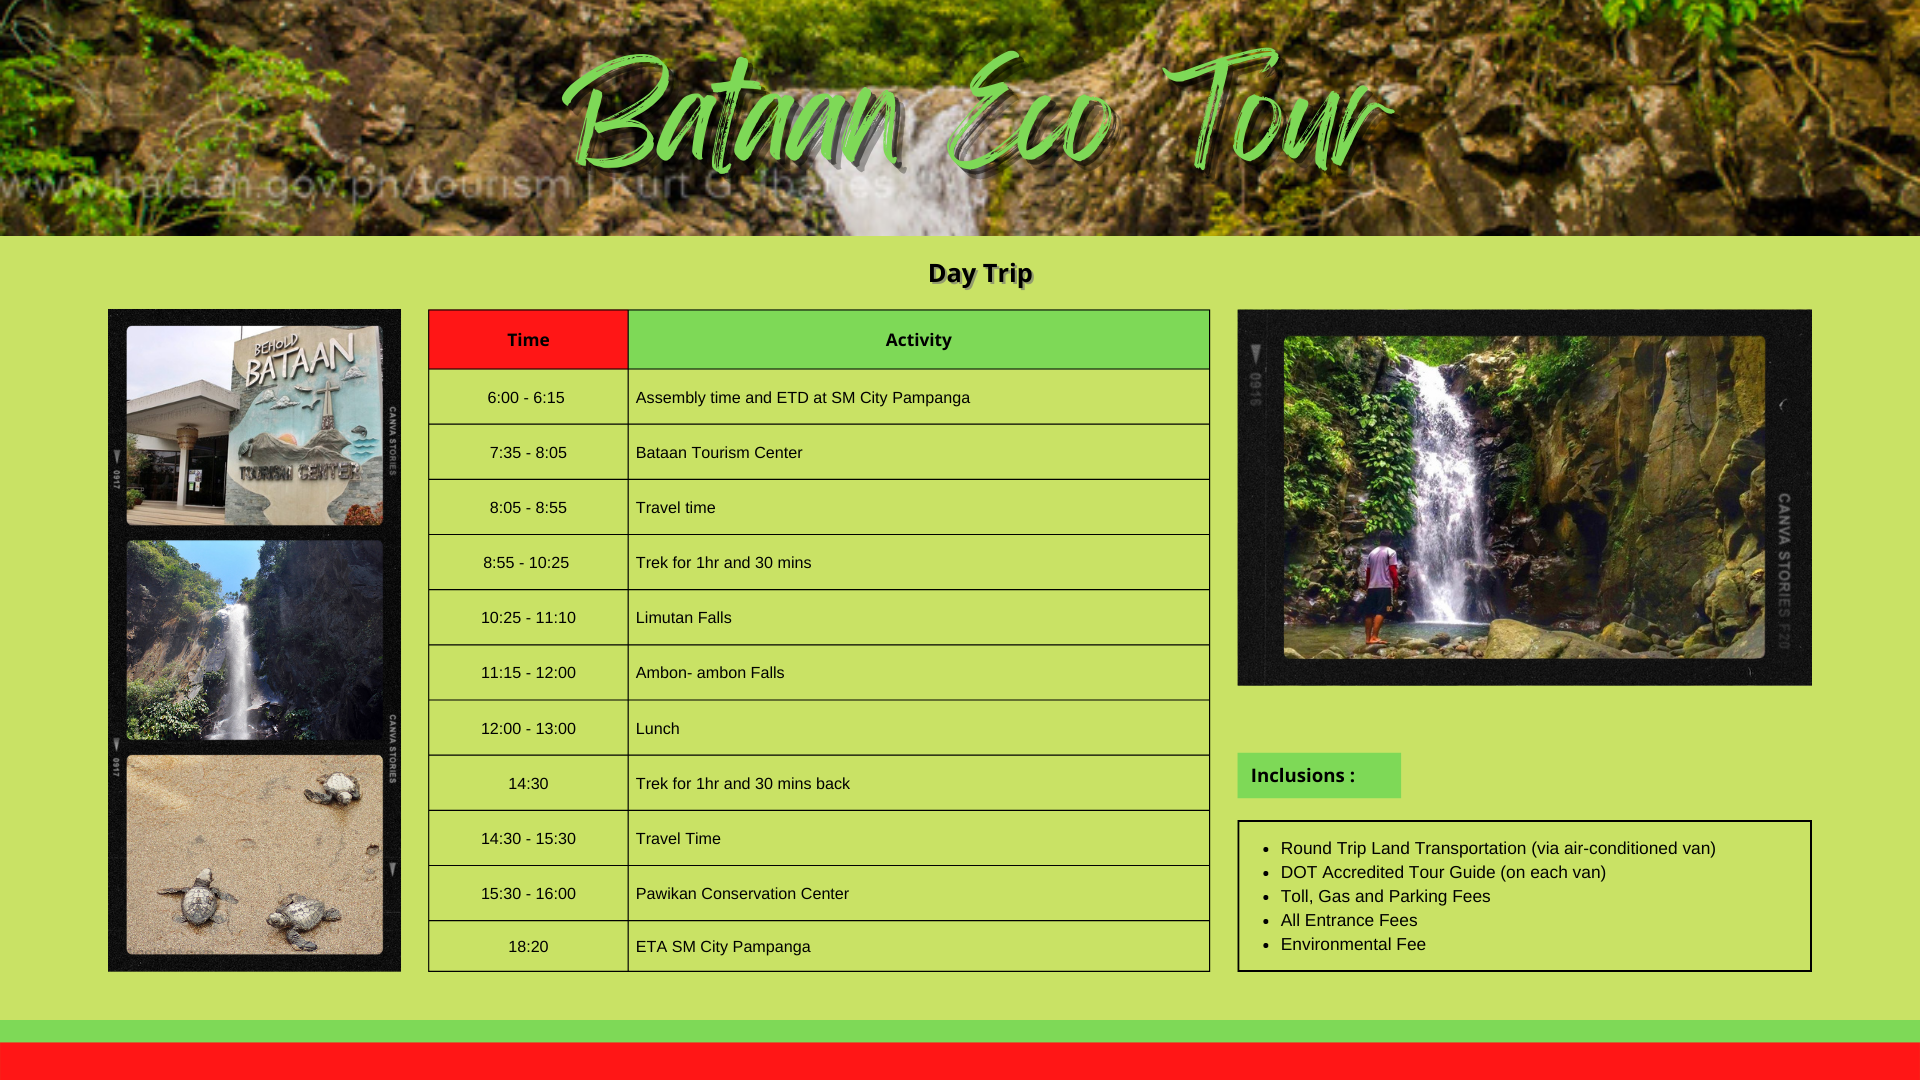 Bataan Eco Tour
www.bataan.gov.ph/tourism | Kurt G. Ibanes
Day Trip
BEHOLD
BATAAN
TOURISM CENTER
CANVA STORIES
0917
CANVA STORIES
0917
Time Activity
6:00 - 6:15 Assembly time and ETD at SM City Pampanga
7:35 - 8:05 Bataan Tourism Center
8:05 - 8:55 Travel time
8:55 - 10:25 Trek for 1hr and 30 mins
10:25 - 11:10 Limutan Falls
11:15 - 12:00 Ambon- ambon Falls
12:00 - 13:00 Lunch
14:30 Trek for 1hr and 30 mins back
14:30 - 15:30 Travel Time
15:30 - 16:00 Pawikan Conservation Center
18:20 ETA SM City Pampanga
0916
CANVA STORIES F20
Inclusions :
• Round Trip Land Transportation (via air-conditioned van)
• DOT Accredited Tour Guide (on each van)
• Toll, Gas and Parking Fees
• All Entrance Fees
• Environmental Fee